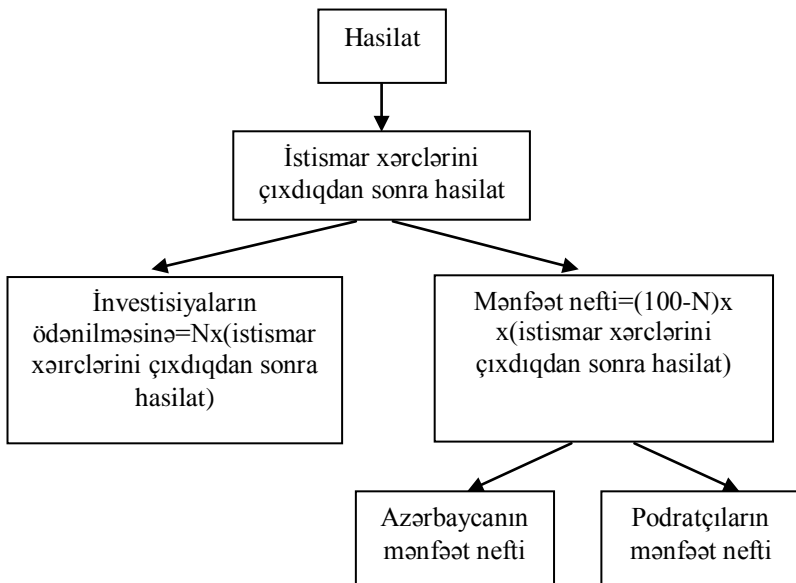 Hasilat
İstismar xərclərini
çıxdıqdan sonra hasilat
İnvestisiyaların
ödənilməsinə=Nx(istismar
xəırclərini çıxdıqdan sonra
hasilat)
Mənfəət nefti=(100-N)x
x(istismar xərclərini
çıxdıqdan sonra hasilat)
Azərbaycanın
mənfəət nefti
Podratçıların
mənfəət nefti